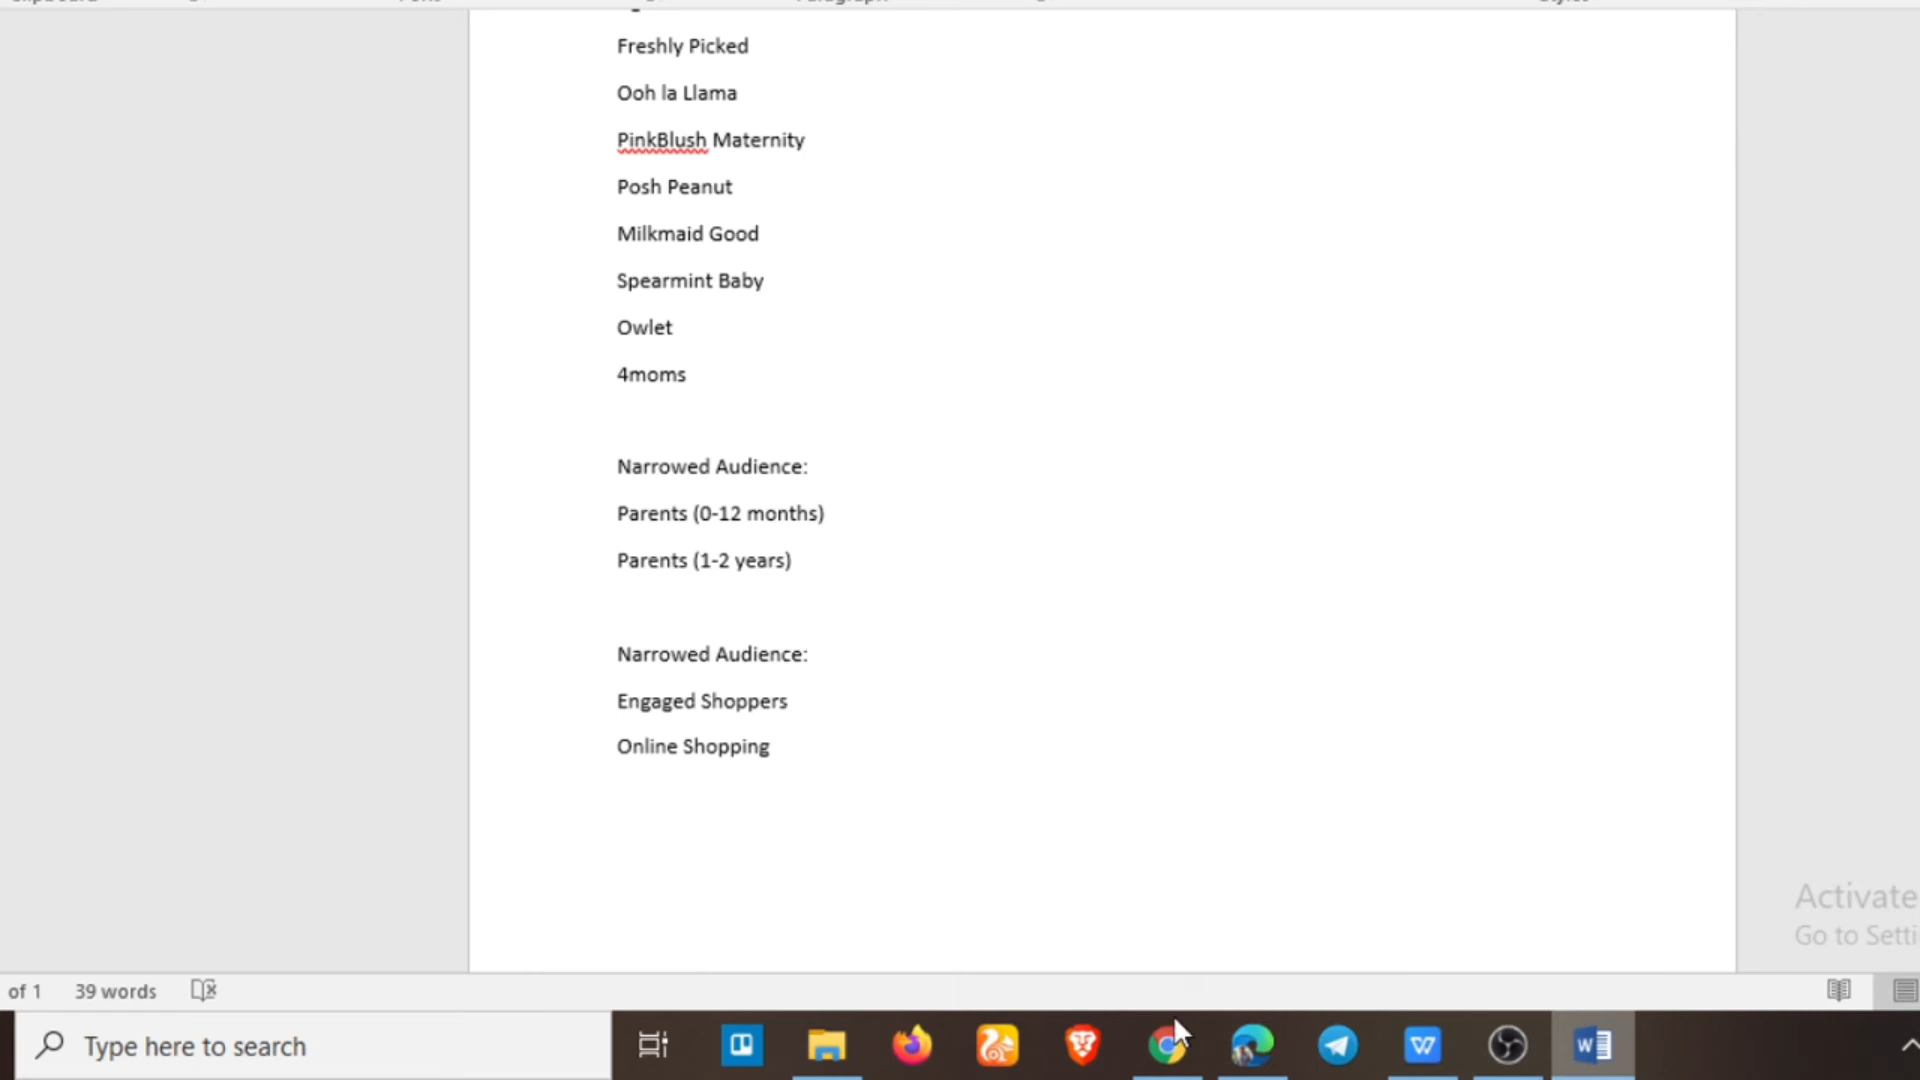 Freshly Picked
Ooh la Llama
PinkBlush Maternity
Posh Peanut
Milkmaid Good
Spearmint Baby
Owlet
4moms
Narrowed Audience:
Parents (0-12 months)
Parents (1-2 years)
Narrowed Audience:
Engaged Shoppers
Online Shopping
Activate
Go to Setti
of 1 39 words
Type here to search